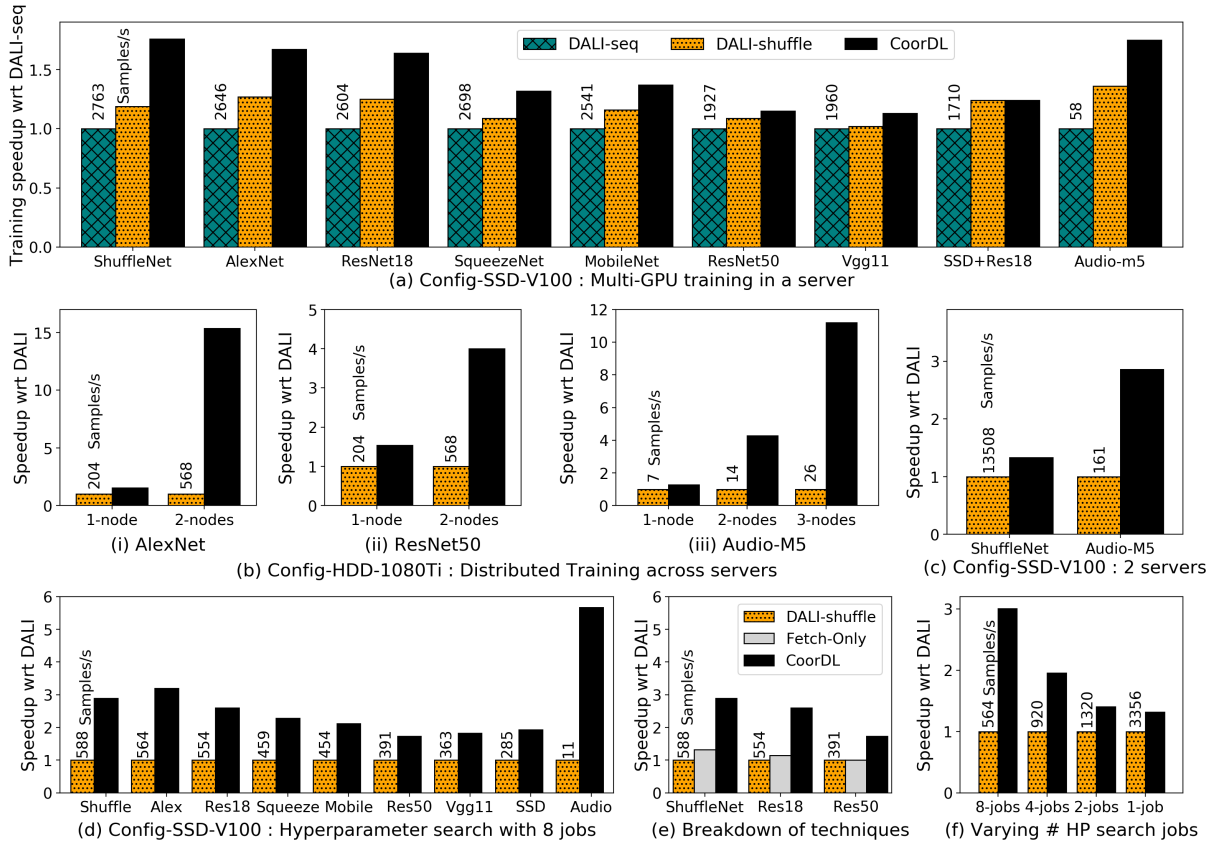 Training speedup wrt DALI-seq
1.5
1.0
0.5
0.0
DALI-seq
DALI-shuffle
CoorDL
2763
Samples/s
2646
2604
2698
2541
1927
1960
1710
58
ShuffleNet
AlexNet
ResNet18
SqueezeNet
MobileNet
ResNet50
Vgg11
SSD+Res18
Audio-m5
(a) Config-SSD-V100 : Multi-GPU training in a server
Speedup wrt DALI
15
10
5
0
204
Samples/s
568
1-node
2-nodes
(i) AlexNet
Speedup wrt DALI
5
4
3
2
1
0
204
Samples/s
568
1-node
2-nodes
(ii) ResNet50
Speedup wrt DALI
12
10
8
6
4
2
0
7 Samples/s
14
26
1-node
2-nodes
3-nodes
(iii) Audio-M5
(b) Config-HDD-1080Ti : Distributed Training across servers
Speedup wrt DALI
3
2
1
0
13508
Samples/s
161
ShuffleNet
Audio-M5
(c) Config-SSD-V100 : 2 servers
Speedup wrt DALI
6
5
4
3
2
1
0
588 Samples/s
564
554
459
454
391
363
285
11
Shuffle
Alex
Res18
Squeeze
Mobile
Res50
Vgg11
SSD
Audio
(d) Config-SSD-V100 : Hyperparameter search with 8 jobs
Speedup wrt DALI
6
5
4
3
2
1
0
DALI-shuffle
Fetch-Only
CoorDL
588 Samples/s
554
391
ShuffleNet
Res18
Res50
(e) Breakdown of techniques
Speedup wrt DALI
3
2
1
0
564 Samples/s
920
1320
3356
8-jobs
4-jobs
2-jobs
1-job
(f) Varying # HP search jobs